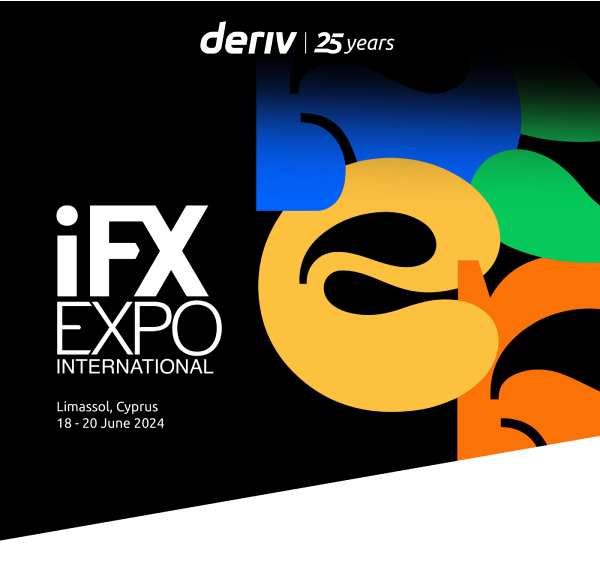 deriv | 25 years
iFX
EXPO
INTERNATIONAL
Limassol, Cyprus
18 - 20 June 2024